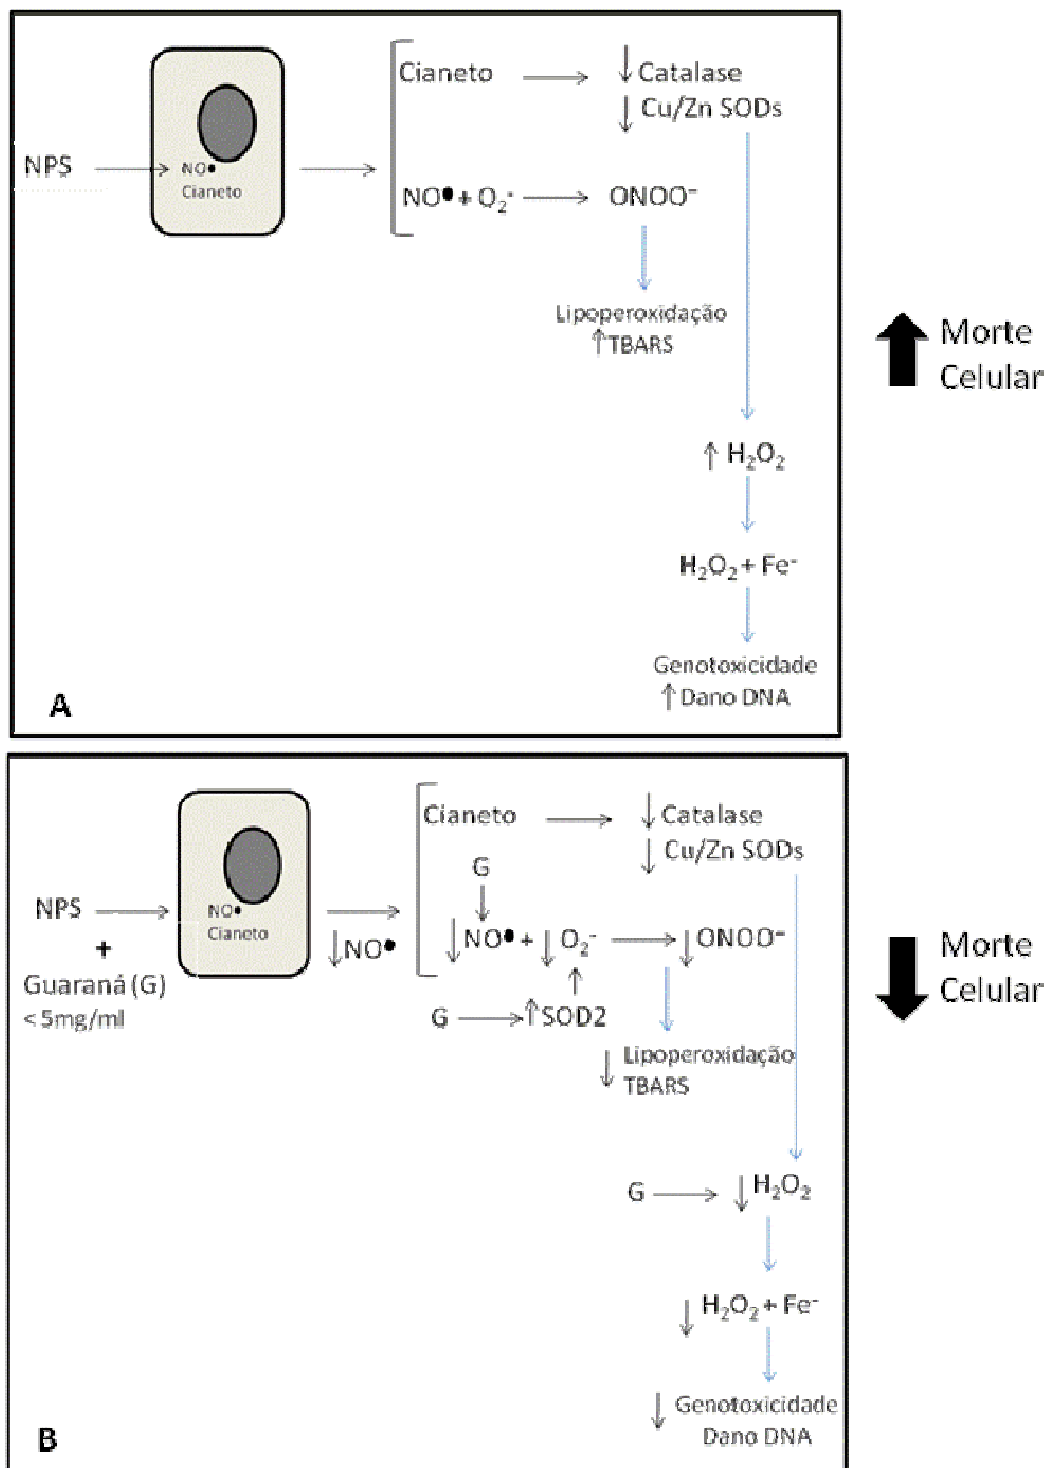 Cianeto → ↓ Catalase
↓ Cu/Zn SODs
NPS → NO•
Cianeto
NO• + O₂⁻ → ONOO⁻
Lipoperoxidação
↑TBARS
↑ Morte
Celular
↑ H₂O₂
H₂O₂ + Fe⁻
Genotoxicidade
↑ Dano DNA
A
Cianeto → ↓ Catalase
↓ Cu/Zn SODs
G
NPS → NO•
Cianeto
+
Guaraná (G)
< 5mg/ml
↓NO•
↓NO• + ↓ O₂⁻ → ↓ ONOO⁻
G → ↑SOD2
↓ Lipoperoxidação
TBARS
↓ Morte
Celular
G → ↓ H₂O₂
↓ H₂O₂ + Fe⁻
↓ Genotoxicidade
Dano DNA
B